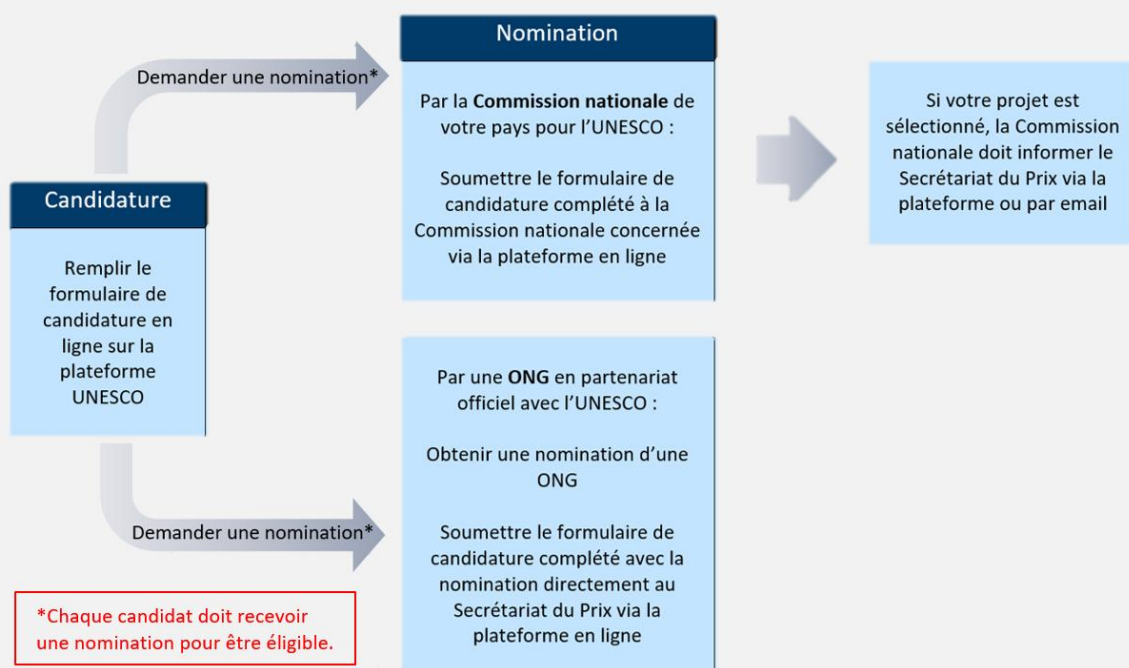 Candidature
Remplir le
formulaire de
candidature en
ligne sur la
plateforme
UNESCO
Demander une nomination*
Nomination
Par la Commission nationale de
votre pays pour l’UNESCO :
Soumettre le formulaire de
candidature complété à la
Commission nationale concernée
via la plateforme en ligne
Si votre projet est
sélectionné, la Commission
nationale doit informer le
Secrétariat du Prix via la
plateforme ou par email
Demander une nomination*
Par une ONG en partenariat
officiel avec l’UNESCO :
Obtenir une nomination d’une
ONG
Soumettre le formulaire de
candidature complété avec la
nomination directement au
Secrétariat du Prix via la
plateforme en ligne
*Chaque candidat doit recevoir
une nomination pour être éligible.